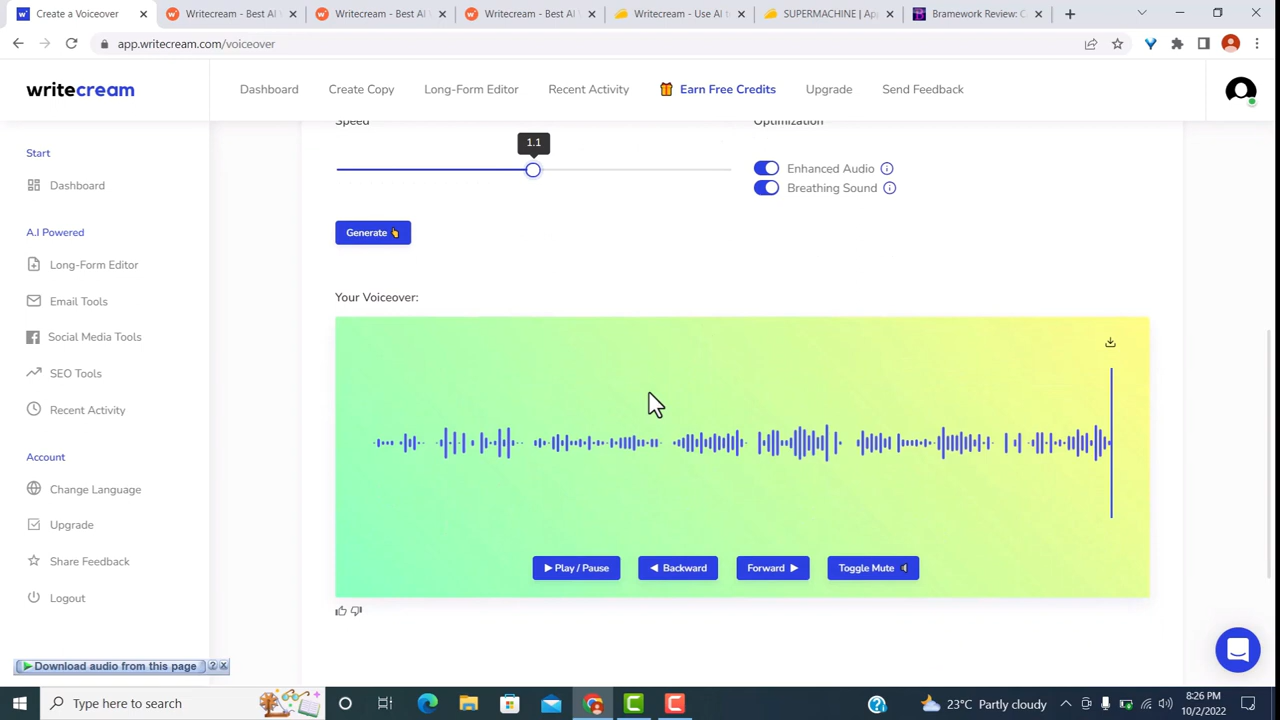 Create a Voiceover
Writecream - Best AI W
Writecream - Best AI W
Writecream - Best AI W
Writecream - Use A
SUPERMACHINE | Ap
Bramework Review: C
app.writecream.com/voiceover
writecream
Dashboard
Create Copy
Long-Form Editor
Recent Activity
Earn Free Credits
Upgrade
Send Feedback
Start
Dashboard
A.I Powered
Long-Form Editor
Email Tools
Social Media Tools
SEO Tools
Recent Activity
Account
Change Language
Upgrade
Share Feedback
Logout
Speed
Optimization
1.1
Enhanced Audio
Breathing Sound
Generate
Your Voiceover:
Play / Pause
Backward
Forward
Toggle Mute
Download audio from this page
?
Type here to search
23°C Partly cloudy
8:26 PM
10/2/2022